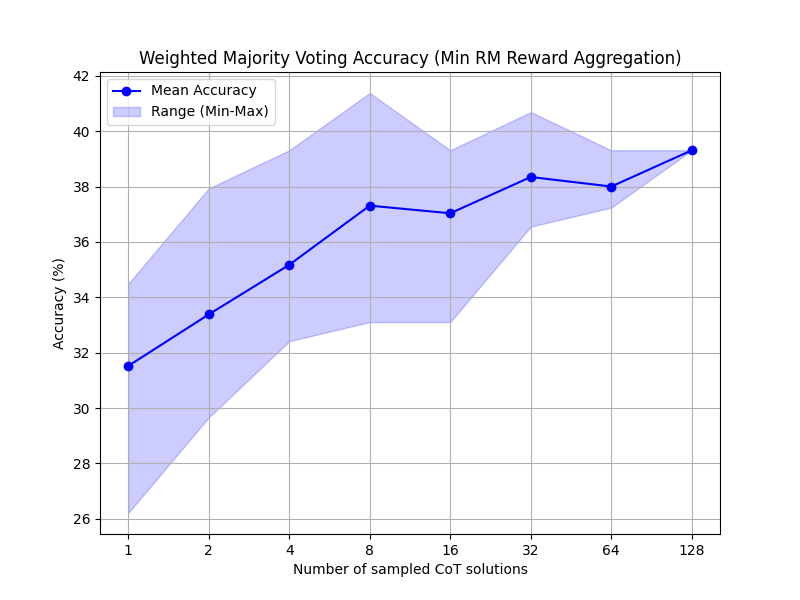 Weighted Majority Voting Accuracy (Min RM Reward Aggregation)
Mean Accuracy
Range (Min-Max)
Accuracy (%)
42
40
38
36
34
32
30
28
26
1 2 4 8 16 32 64 128
Number of sampled CoT solutions